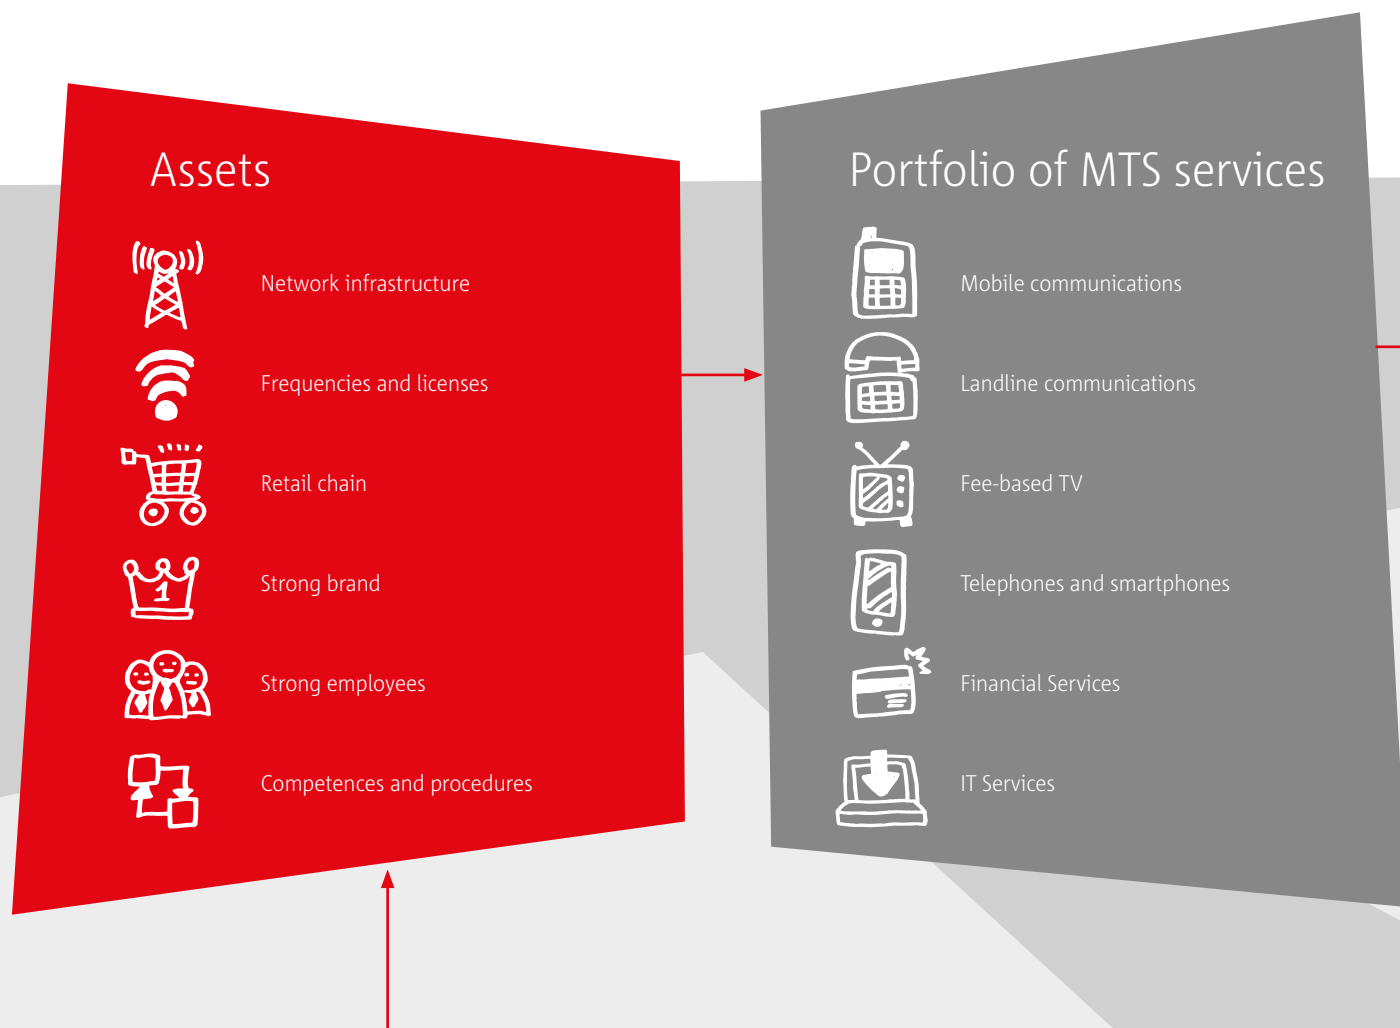 Assets
Network infrastructure
Frequencies and licenses
Retail chain
1
Strong brand
Strong employees
Competences and procedures
Portfolio of MTS services
Mobile communications
Landline communications
Fee-based TV
Telephones and smartphones
Financial Services
IT Services